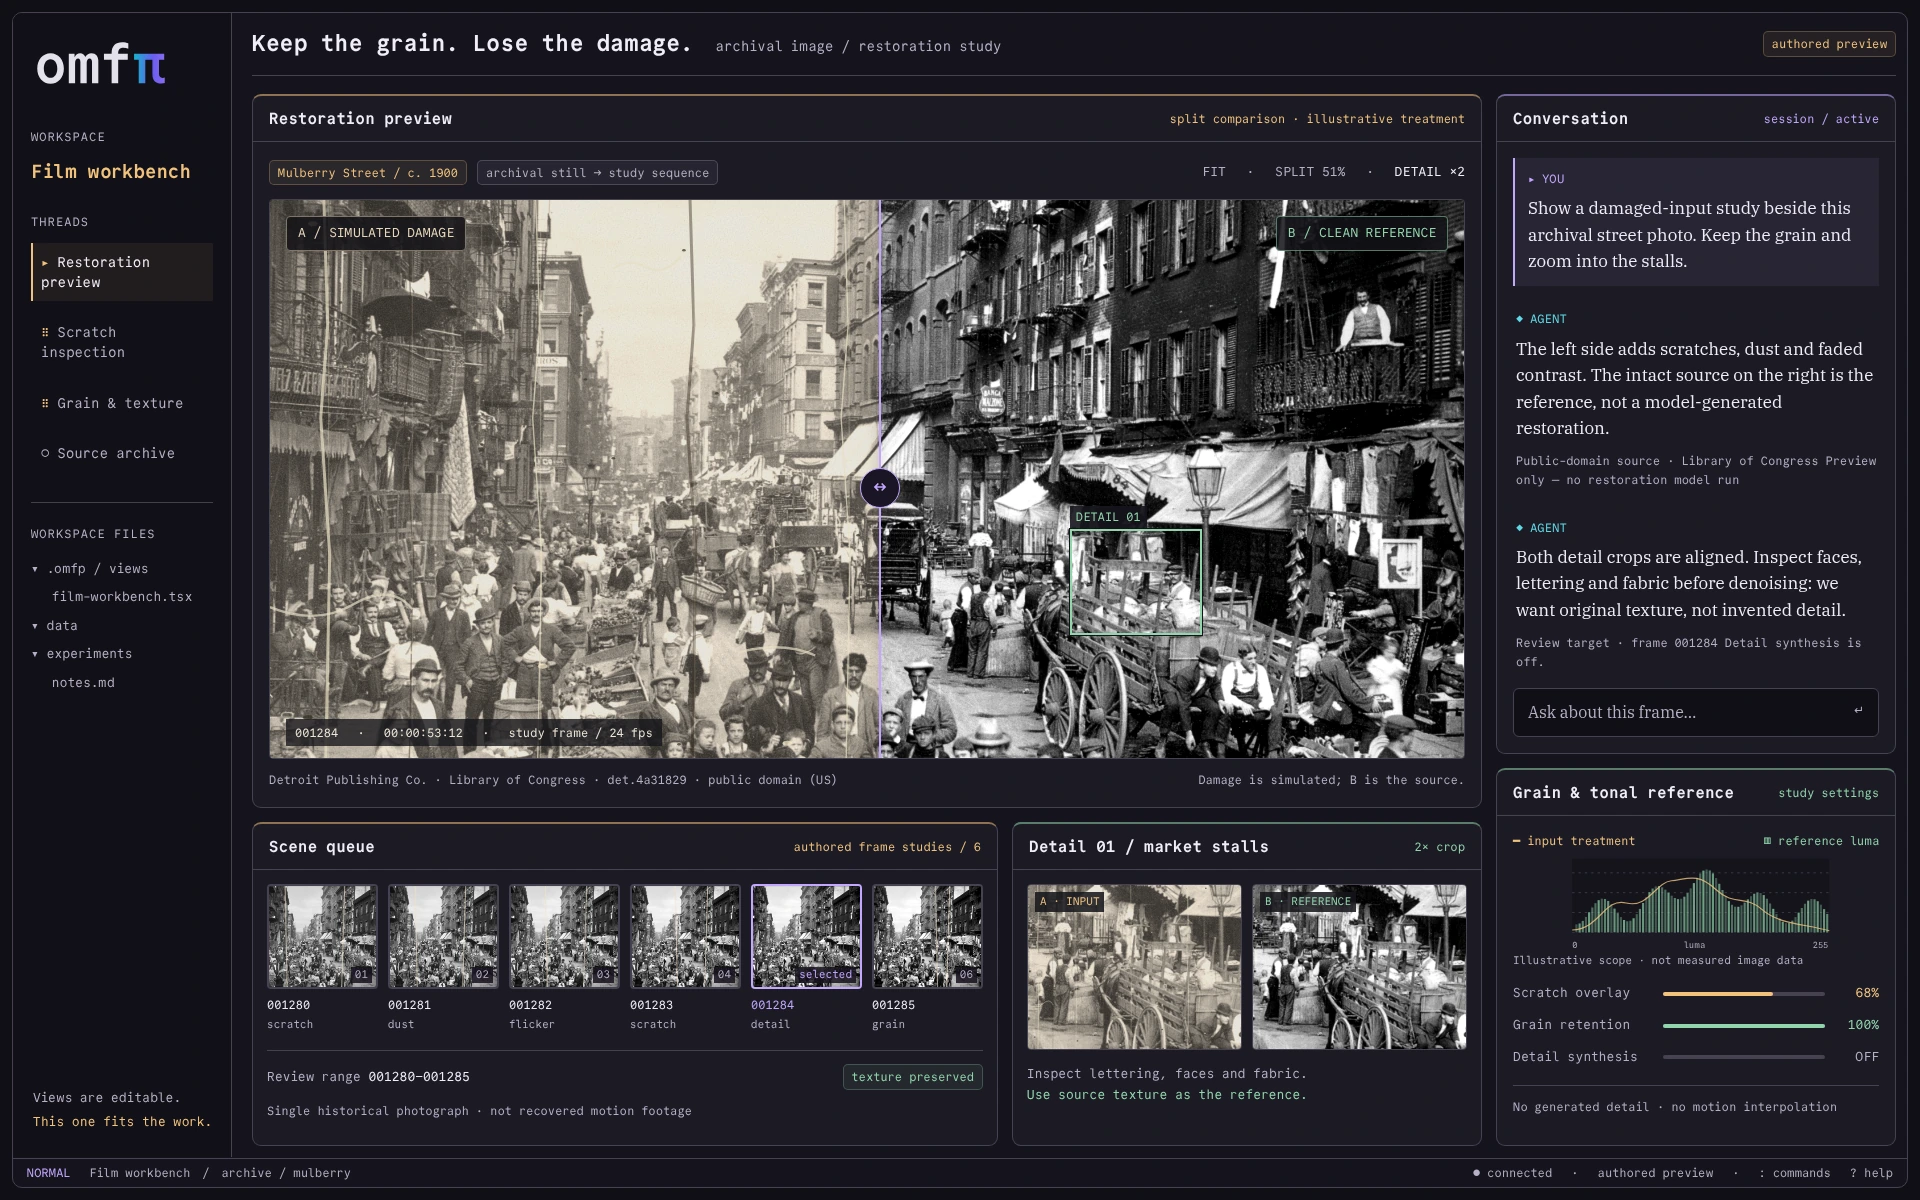 omfπ
WORKSPACE
Film workbench
THREADS
▸ Restoration
preview
⠿ Scratch
inspection
⠿ Grain & texture
○ Source archive
WORKSPACE FILES
▾ .omfp / views
film-workbench.tsx
▾ data
▾ experiments
notes.md
Views are editable.
This one fits the work.
Keep the grain. Lose the damage.
archival image / restoration study
authored preview
Restoration preview
split comparison · illustrative treatment
Mulberry Street / c. 1900
archival still → study sequence
FIT · SPLIT 51% · DETAIL ×2
A / SIMULATED DAMAGE
B / CLEAN REFERENCE
DETAIL 01
001284 · 00:00:53:12 · study frame / 24 fps
Detroit Publishing Co. · Library of Congress · det.4a31829 · public domain (US)
Damage is simulated; B is the source.
Scene queue
authored frame studies / 6
01
02
03
04
selected
06
001280
001281
001282
001283
001284
001285
scratch
dust
flicker
scratch
detail
grain
Review range 001280–001285
texture preserved
Single historical photograph · not recovered motion footage
Detail 01 / market stalls
2× crop
A · INPUT
B · REFERENCE
Inspect lettering, faces and fabric.
Use source texture as the reference.
Conversation
session / active
▸ YOU
Show a damaged-input study beside this
archival street photo. Keep the grain and
zoom into the stalls.
◆ AGENT
The left side adds scratches, dust and faded
contrast. The intact source on the right is the
reference, not a model-generated
restoration.
Public-domain source · Library of Congress Preview
only — no restoration model run
◆ AGENT
Both detail crops are aligned. Inspect faces,
lettering and fabric before denoising: we
want original texture, not invented detail.
Review target · frame 001284 Detail synthesis is
off.
Ask about this frame… ↵
Grain & tonal reference
study settings
━ input treatment
▥ reference luma
0 luma 255
Illustrative scope · not measured image data
Scratch overlay 68%
Grain retention 100%
Detail synthesis OFF
No generated detail · no motion interpolation
NORMAL Film workbench / archive / mulberry
● connected · authored preview · : commands ? help